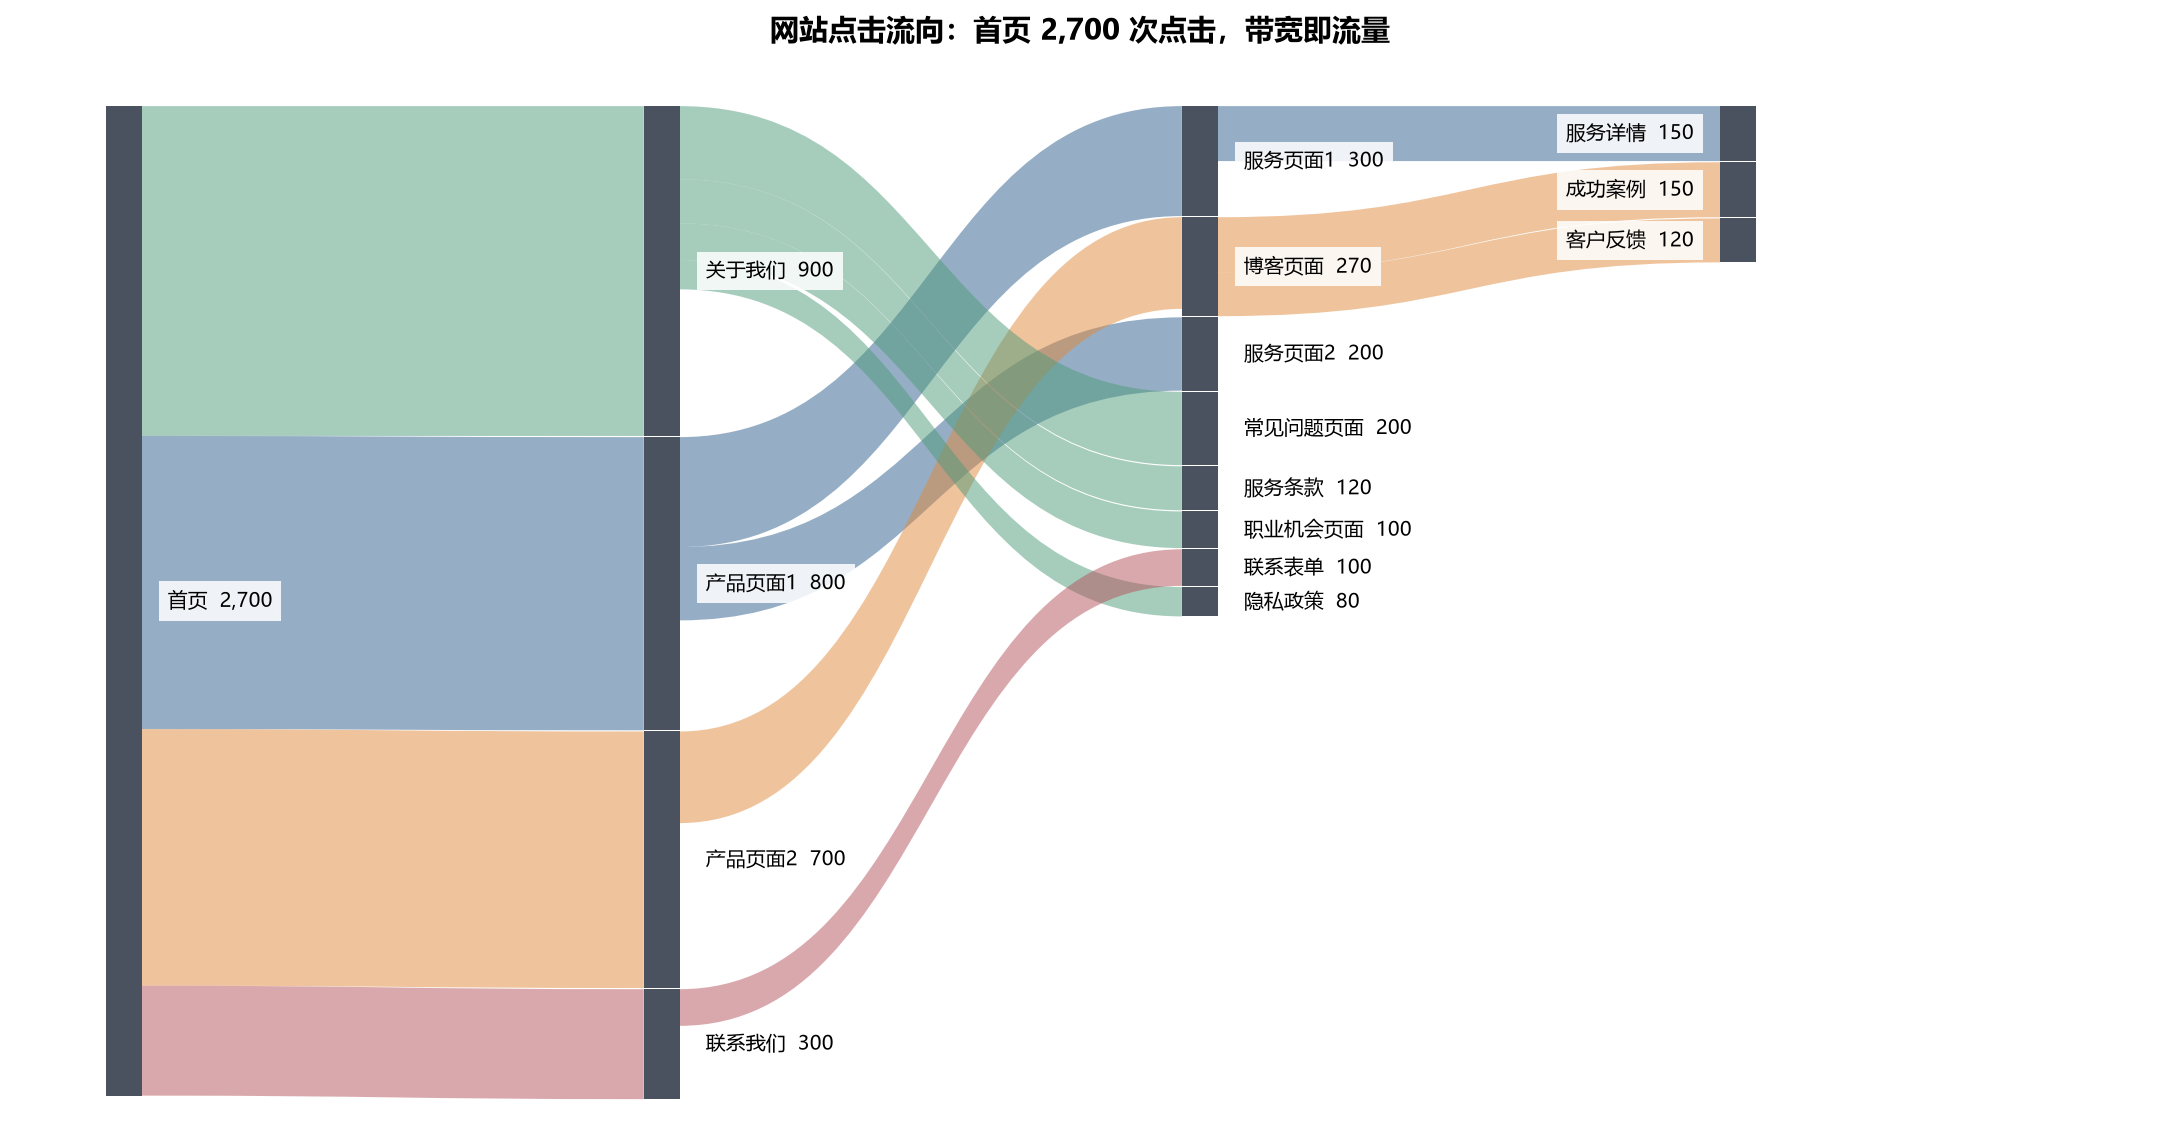 网站点击流向：首页 2,700 次点击，带宽即流量
首页 2,700
关于我们 900
产品页面1 800
产品页面2 700
联系我们 300
服务页面1 300
博客页面 270
服务页面2 200
常见问题页面 200
服务条款 120
职业机会页面 100
联系表单 100
隐私政策 80
服务详情 150
成功案例 150
客户反馈 120